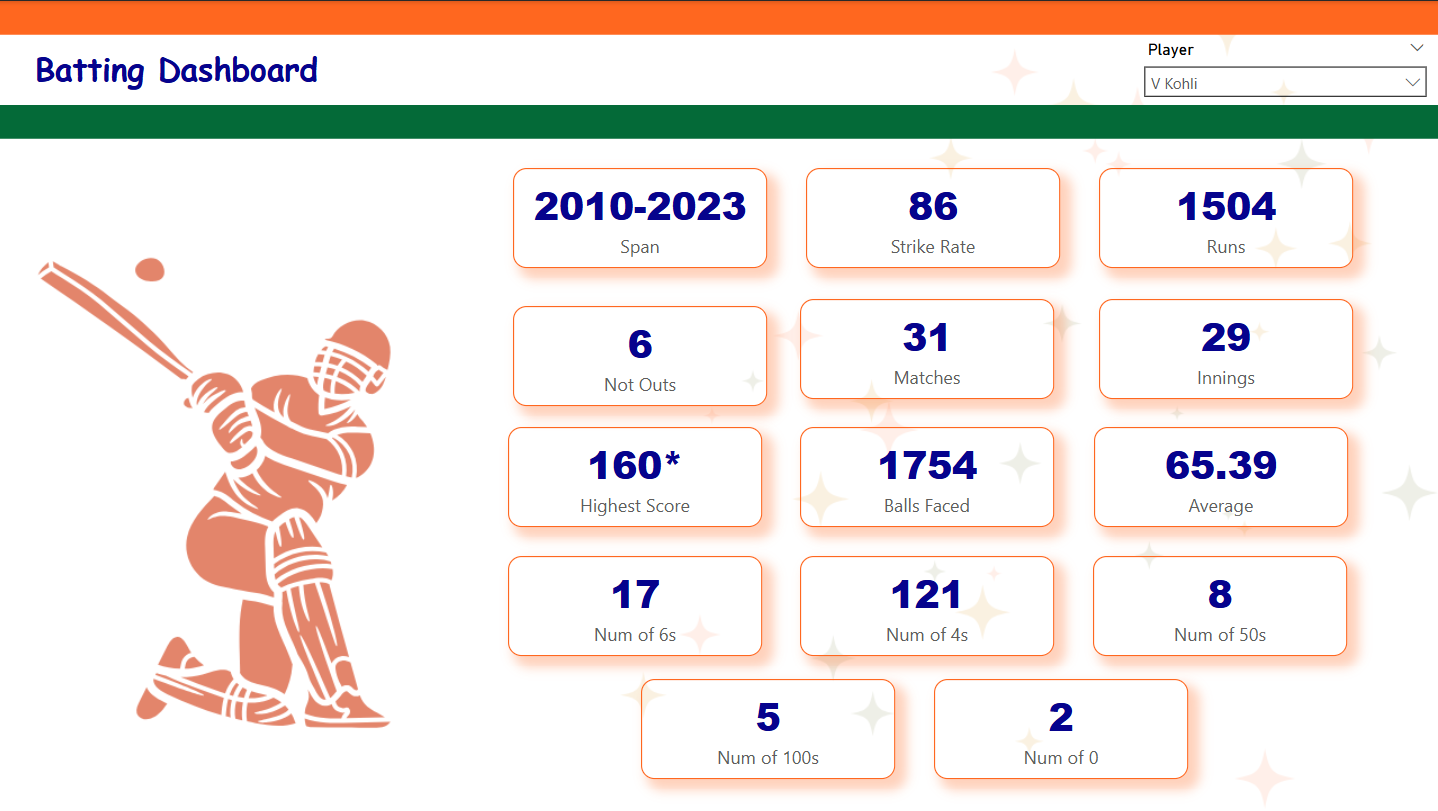 Batting Dashboard
Player
V Kohli
2010-2023
Span
86
Strike Rate
1504
Runs
6
Not Outs
31
Matches
29
Innings
160*
Highest Score
1754
Balls Faced
65.39
Average
17
Num of 6s
121
Num of 4s
8
Num of 50s
5
Num of 100s
2
Num of 0